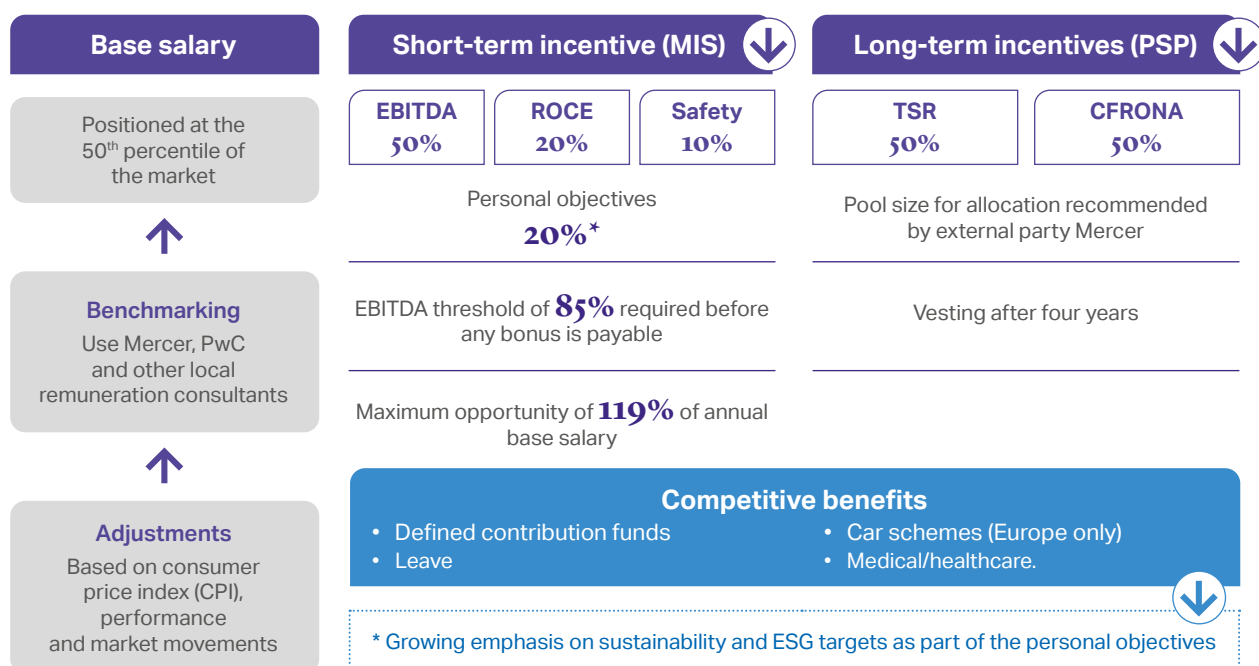 Base salary
Positioned at the
50th percentile of
the market
Benchmarking
Use Mercer, PwC
and other local
remuneration consultants
Adjustments
Based on consumer
price index (CPI),
performance
and market movements
Short-term incentive (MIS)
EBITDA
50%
ROCE
20%
Safety
10%
Personal objectives
20%*
EBITDA threshold of 85% required before
any bonus is payable
Maximum opportunity of 119% of annual
base salary
Long-term incentives (PSP)
TSR
50%
CFRONA
50%
Pool size for allocation recommended
by external party Mercer
Vesting after four years
Competitive benefits
• Defined contribution funds
• Leave
• Car schemes (Europe only)
• Medical/healthcare.
* Growing emphasis on sustainability and ESG targets as part of the personal objectives